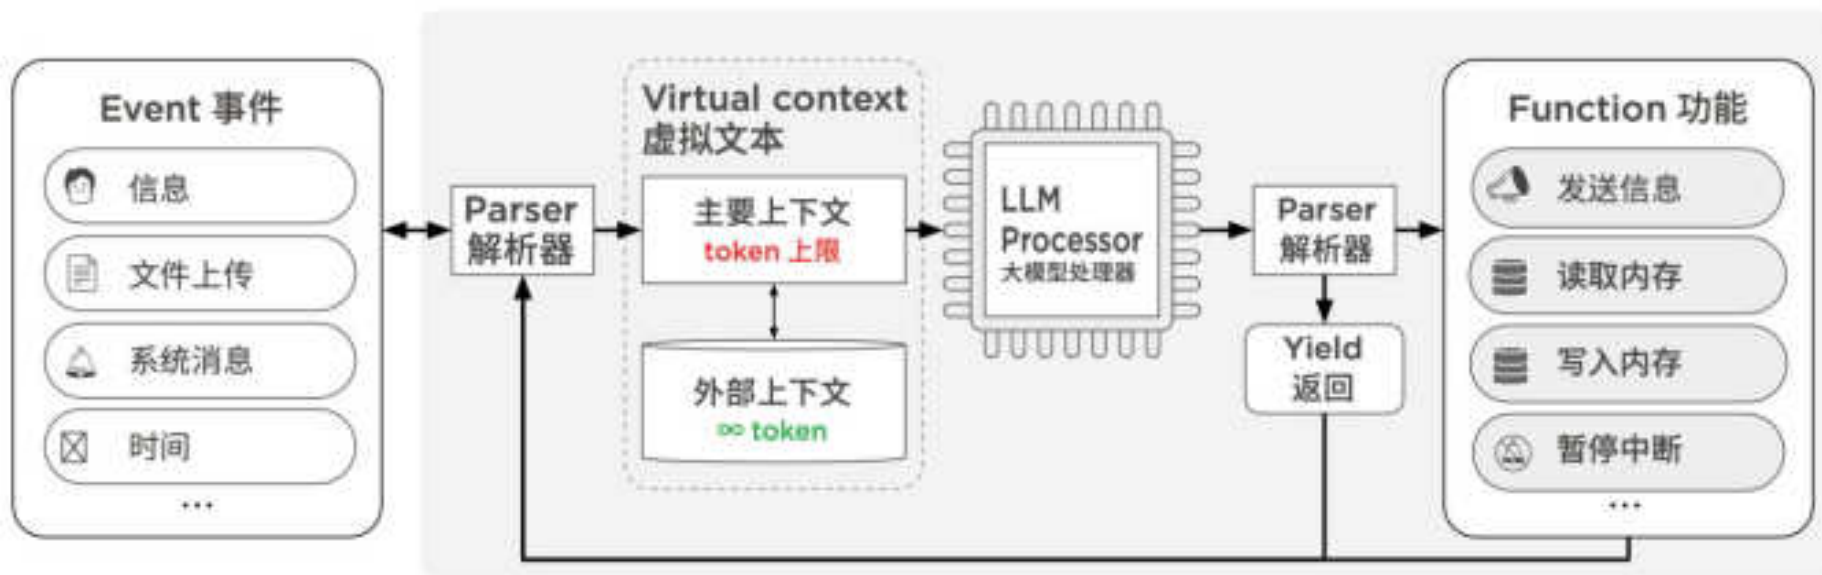 Event 事件
信息
文件上传
系统消息
时间
...
Parser
解析器
Virtual context
虚拟文本
主要上下文
token 上限
外部上下文
∞ token
LLM
Processor
大模型处理器
Parser
解析器
Yield
返回
Function 功能
发送信息
读取内存
写入内存
暂停中断
...